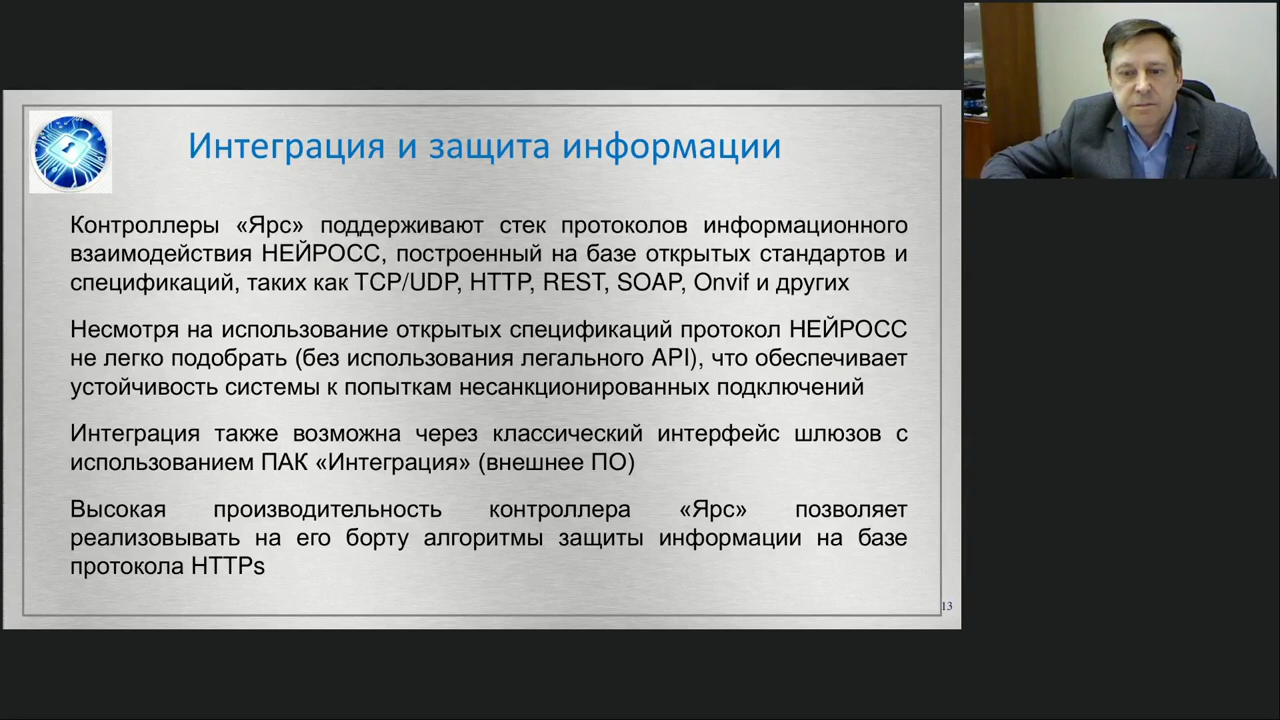 Интеграция и защита информации
Контроллеры «Ярс» поддерживают стек протоколов информационного
взаимодействия НЕЙРОСС, построенный на базе открытых стандартов и
спецификаций, таких как TCP/UDP, HTTP, REST, SOAP, Onvif и других
Несмотря на использование открытых спецификаций протокол НЕЙРОСС
не легко подобрать (без использования легального API), что обеспечивает
устойчивость системы к попыткам несанкционированных подключений
Интеграция также возможна через классический интерфейс шлюзов с
использованием ПАК «Интеграция» (внешнее ПО)
Высокая производительность контроллера «Ярс» позволяет
реализовывать на его борту алгоритмы защиты информации на базе
протокола HTTPs
13